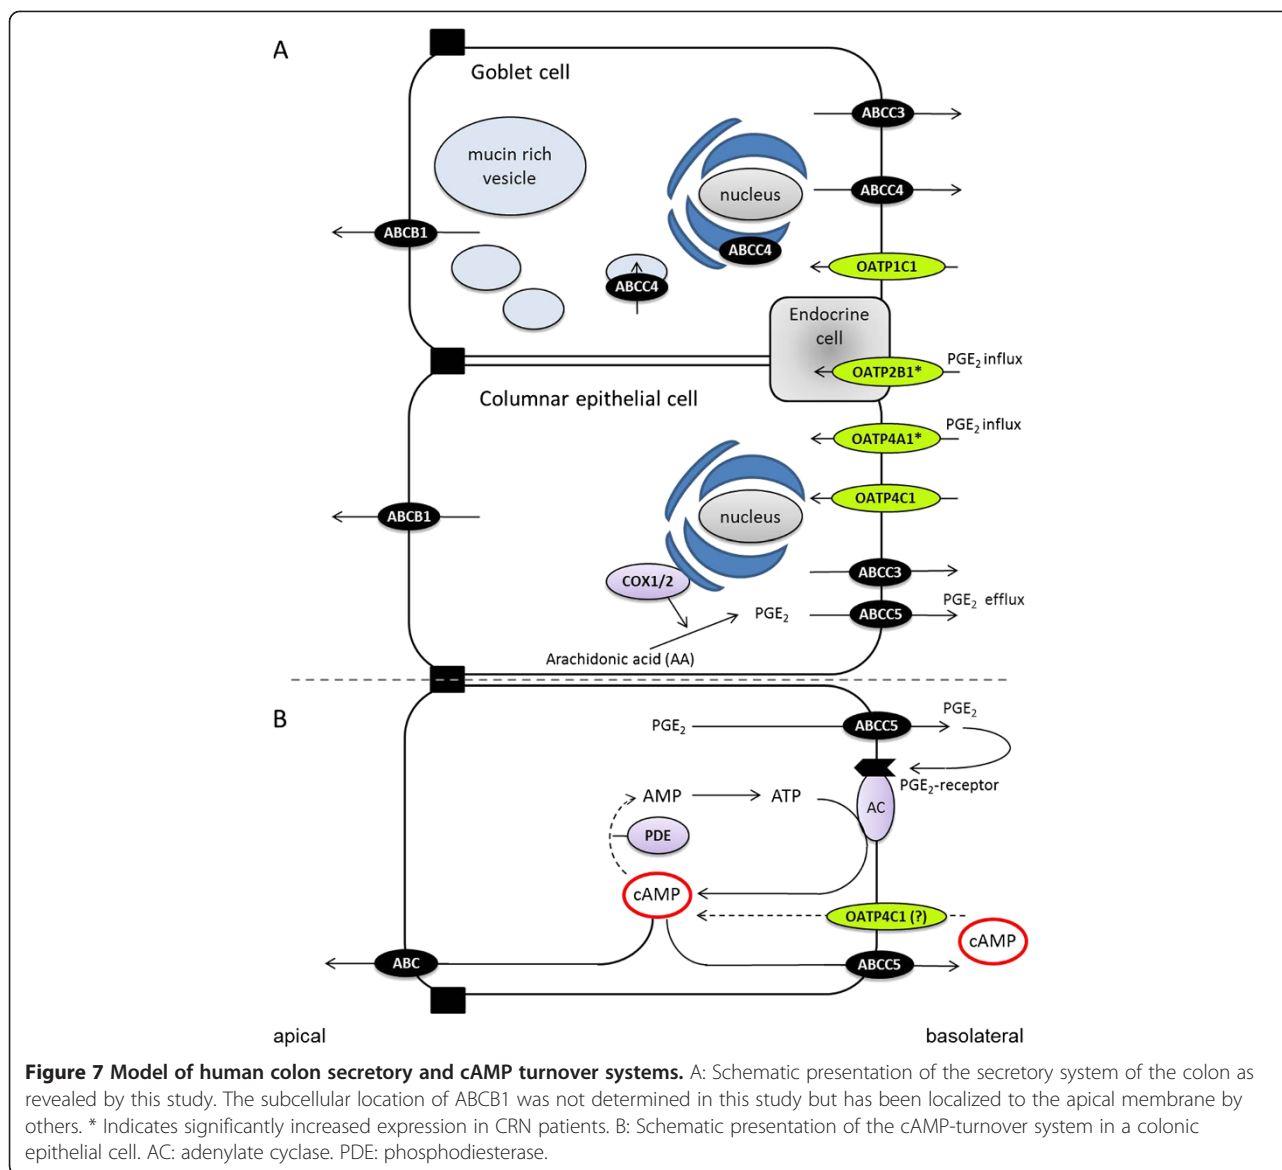 A
Goblet cell
mucin rich
vesicle
nucleus
ABCC3
ABCC4
ABCC4
ABCB1
ABCC4
OATP1C1
Endocrine
cell
OATP2B1*
PGE₂ influx
Columnar epithelial cell
OATP4A1*
PGE₂ influx
OATP4C1
nucleus
ABCB1
COX1/2
ABCC3
PGE₂
ABCC5
PGE₂ efflux
Arachidonic acid (AA)
B
PGE₂
ABCC5
PGE₂
PGE₂-receptor
AMP
ATP
AC
PDE
cAMP
OATP4C1 (?)
cAMP
ABC
ABCC5
apical
basolateral
Figure 7 Model of human colon secretory and cAMP turnover systems. A: Schematic presentation of the secretory system of the colon as
revealed by this study. The subcellular location of ABCB1 was not determined in this study but has been localized to the apical membrane by
others. * Indicates significantly increased expression in CRN patients. B: Schematic presentation of the cAMP-turnover system in a colonic
epithelial cell. AC: adenylate cyclase. PDE: phosphodiesterase.